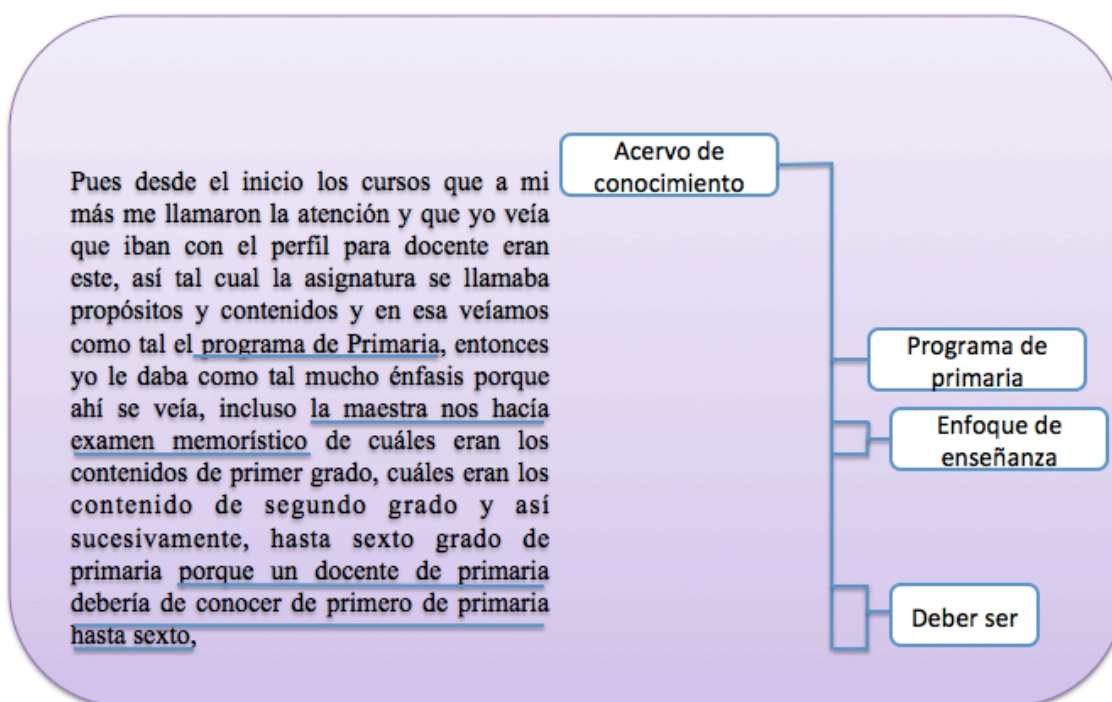 Pues desde el inicio los cursos que a mi
más me llamaron la atención y que yo veía
que iban con el perfil para docente eran
este, así tal cual la asignatura se llamaba
propósitos y contenidos y en esa veíamos
como tal el programa de Primaria, entonces
yo le daba como tal mucho énfasis porque
ahí se veía, incluso la maestra nos hacía
examen memorístico de cuáles eran los
contenidos de primer grado, cuáles eran los
contenido de segundo grado y así
sucesivamente, hasta sexto grado de
primaria porque un docente de primaria
debería de conocer de primero de primaria
hasta sexto,
Acervo de
conocimiento
Programa de
primaria
Enfoque de
enseñanza
Deber ser